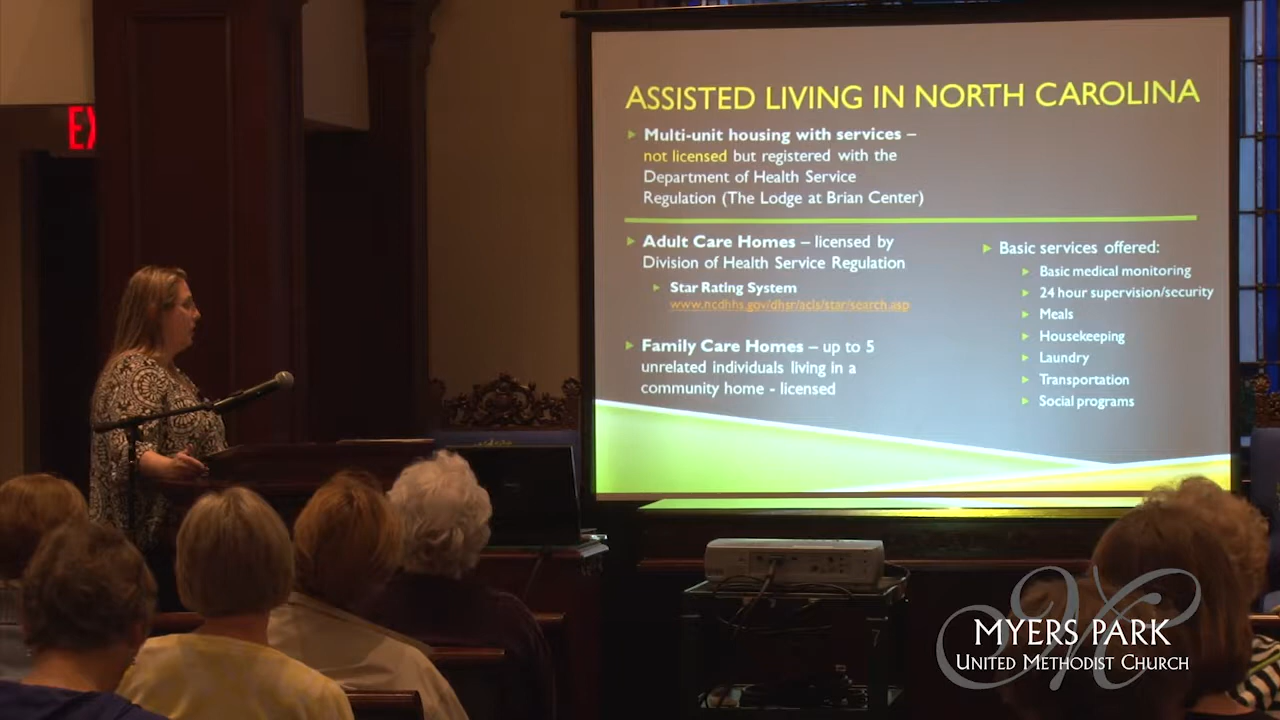 EX
ASSISTED LIVING IN NORTH CAROLINA
Multi-unit housing with services –
not licensed but registered with the
Department of Health Service
Regulation (The Lodge at Brian Center)
Adult Care Homes – licensed by
Division of Health Service Regulation
Star Rating System
www.ncdhhs.gov/dhsr/acls/star/search.asp
Family Care Homes – up to 5
unrelated individuals living in a
community home - licensed
Basic services offered:
Basic medical monitoring
24 hour supervision/security
Meals
Housekeeping
Laundry
Transportation
Social programs
MYERS PARK
UNITED METHODIST CHURCH